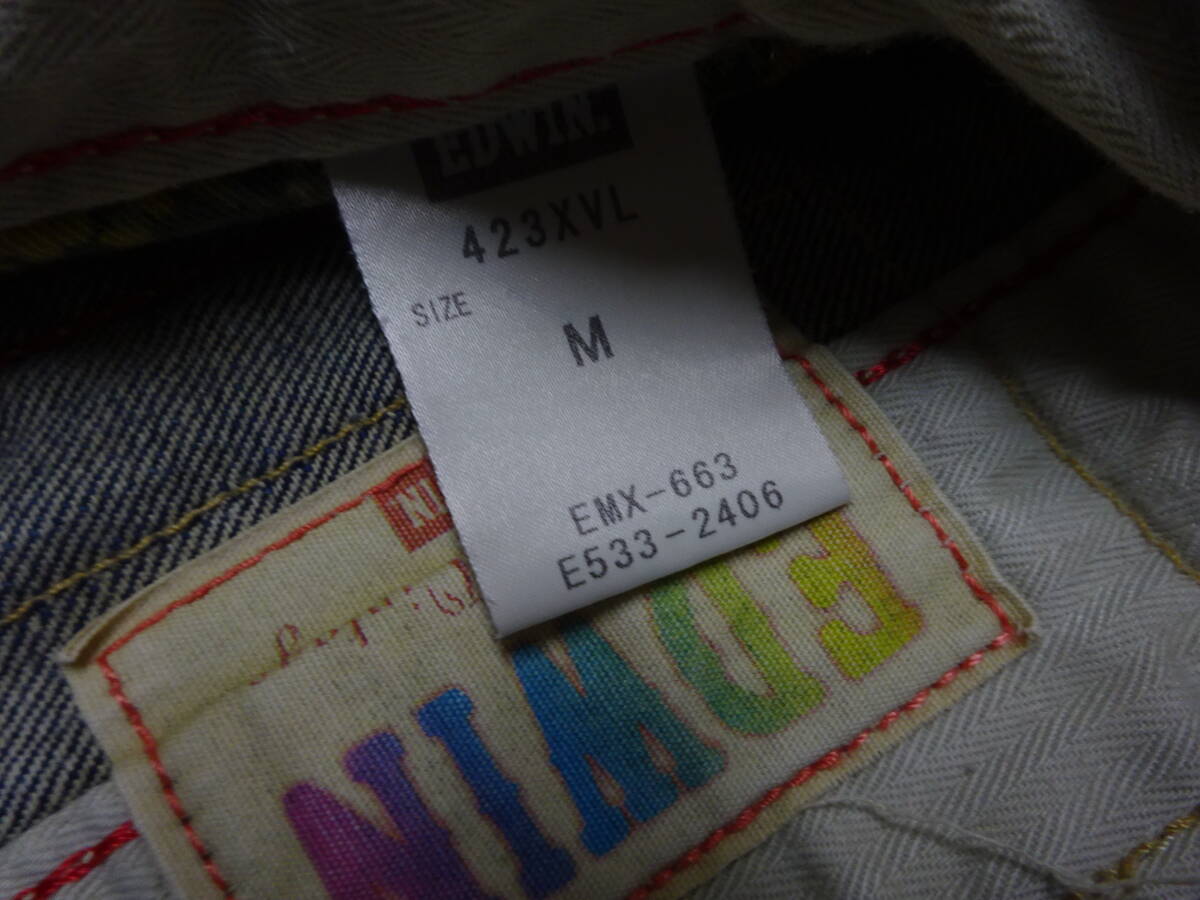 EDWIN.
423XVL
SIZE
M
EMX-663
E533-2406
EDWIN